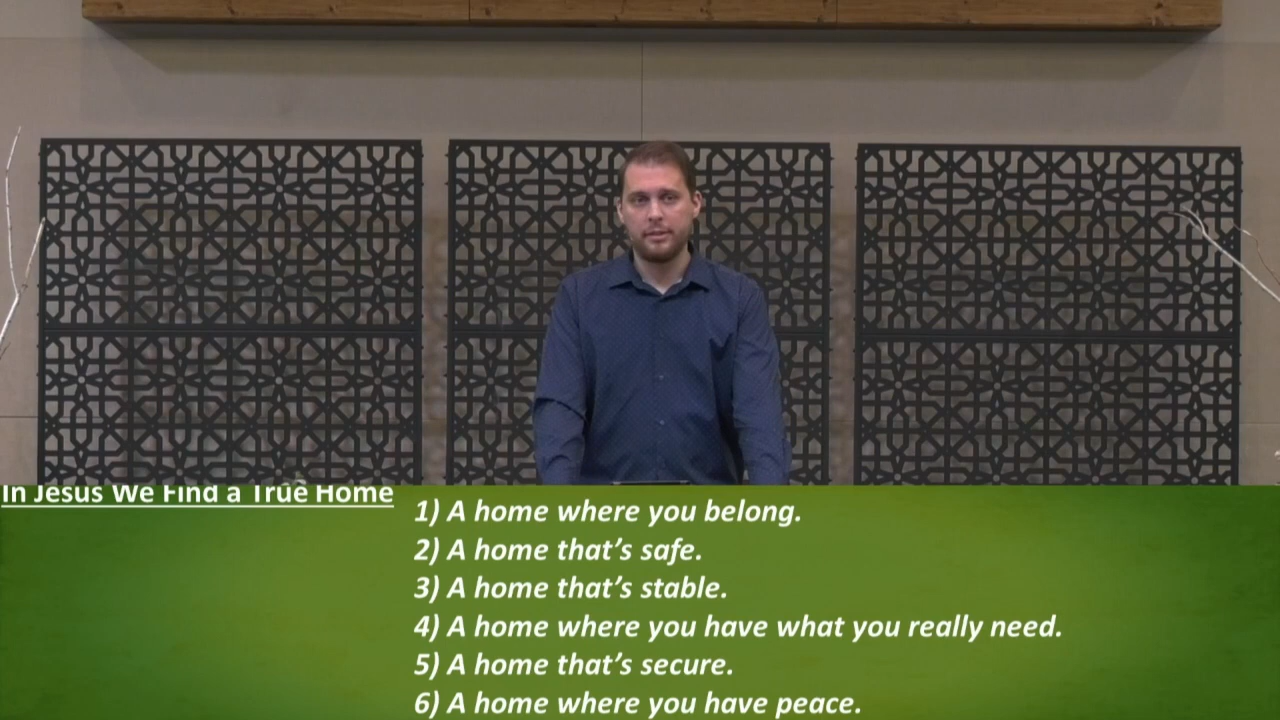 In Jesus We Find a True Home
1) A home where you belong.
2) A home that's safe.
3) A home that's stable.
4) A home where you have what you really need.
5) A home that's secure.
6) A home where you have peace.